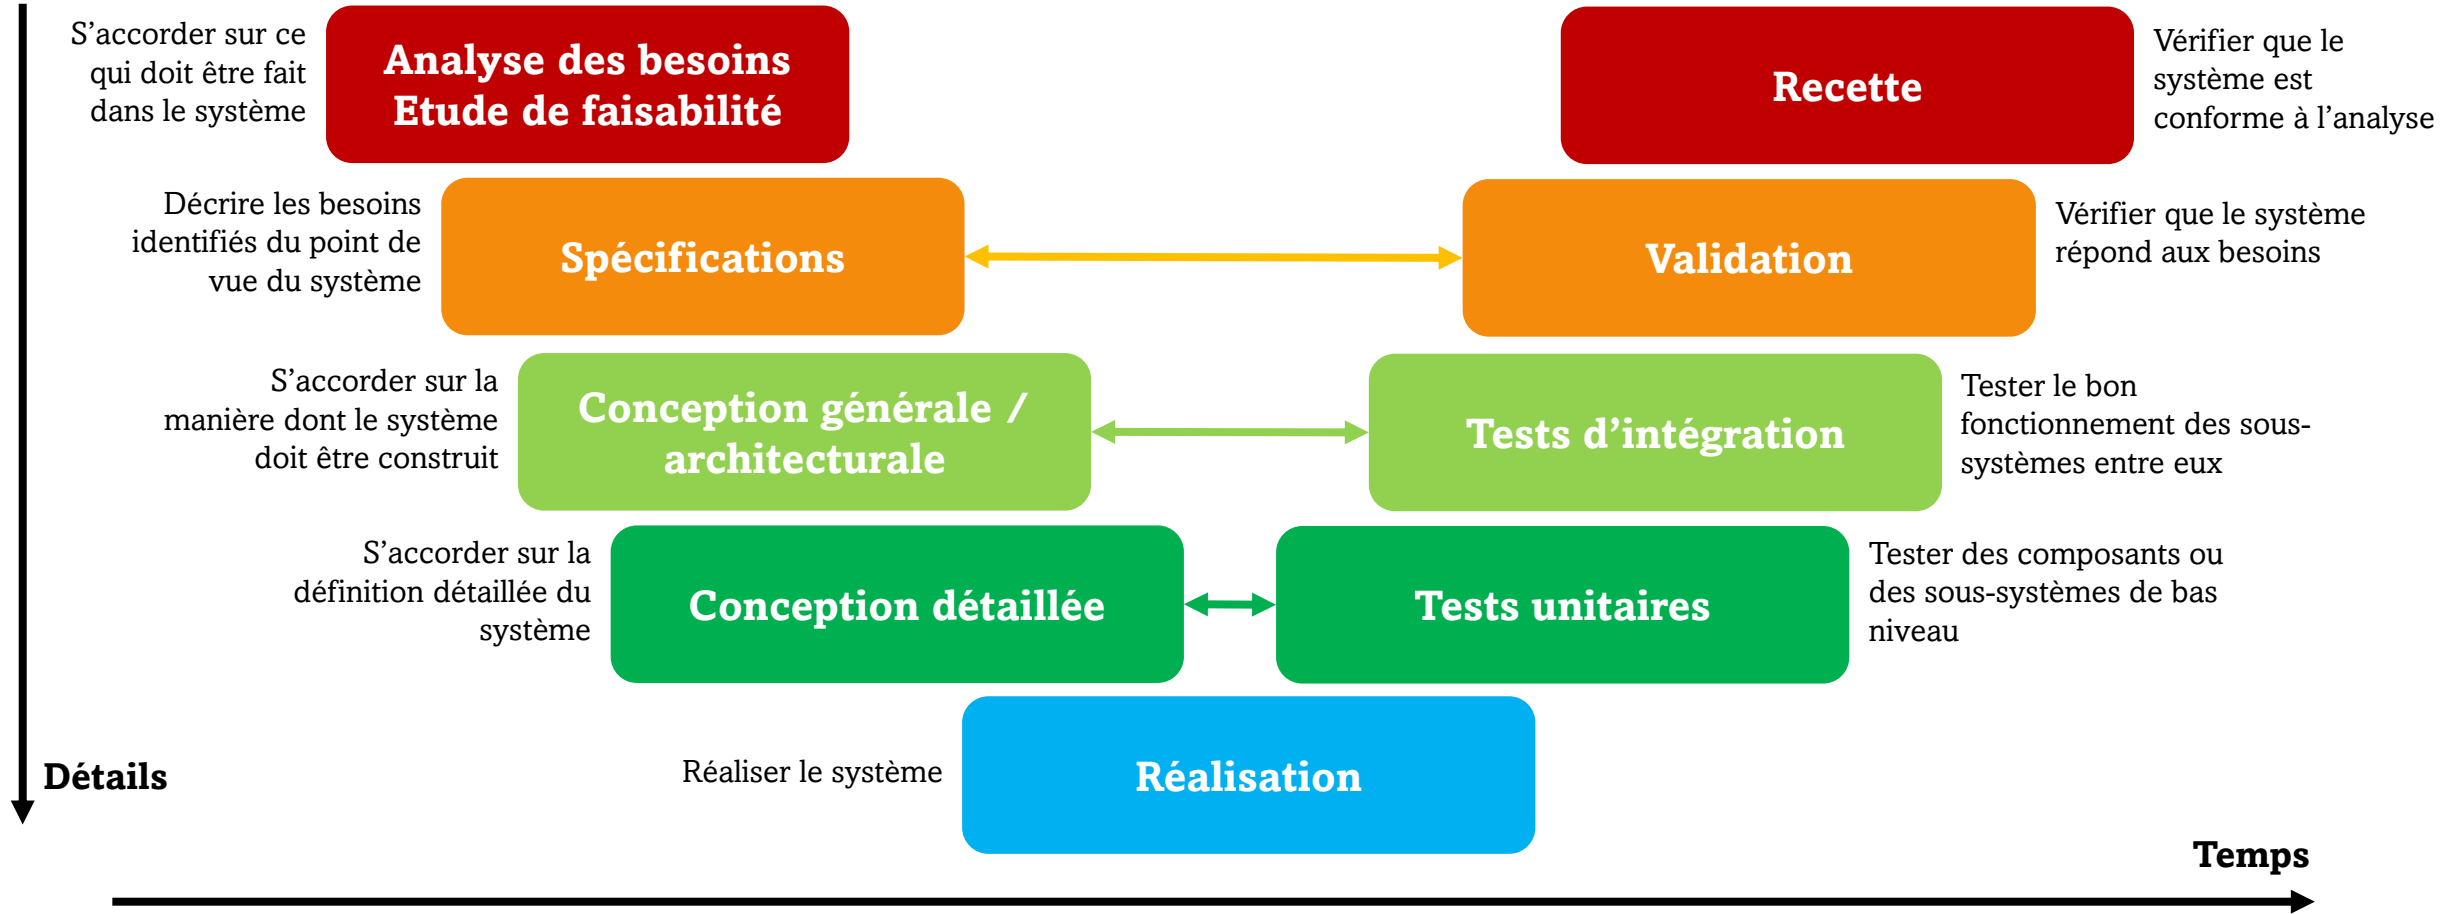 S’accorder sur ce
qui doit être fait
dans le système
Analyse des besoins
Etude de faisabilité
Recette
Vérifier que le
système est
conforme à l’analyse
Décrire les besoins
identifiés du point de
vue du système
Spécifications
Validation
Vérifier que le système
répond aux besoins
S’accorder sur la
manière dont le système
doit être construit
Conception générale /
architecturale
Tests d’intégration
Tester le bon
fonctionnement des sous-
systèmes entre eux
S’accorder sur la
définition détaillée du
système
Conception détaillée
Tests unitaires
Tester des composants ou
des sous-systèmes de bas
niveau
Détails
Réaliser le système
Réalisation
Temps